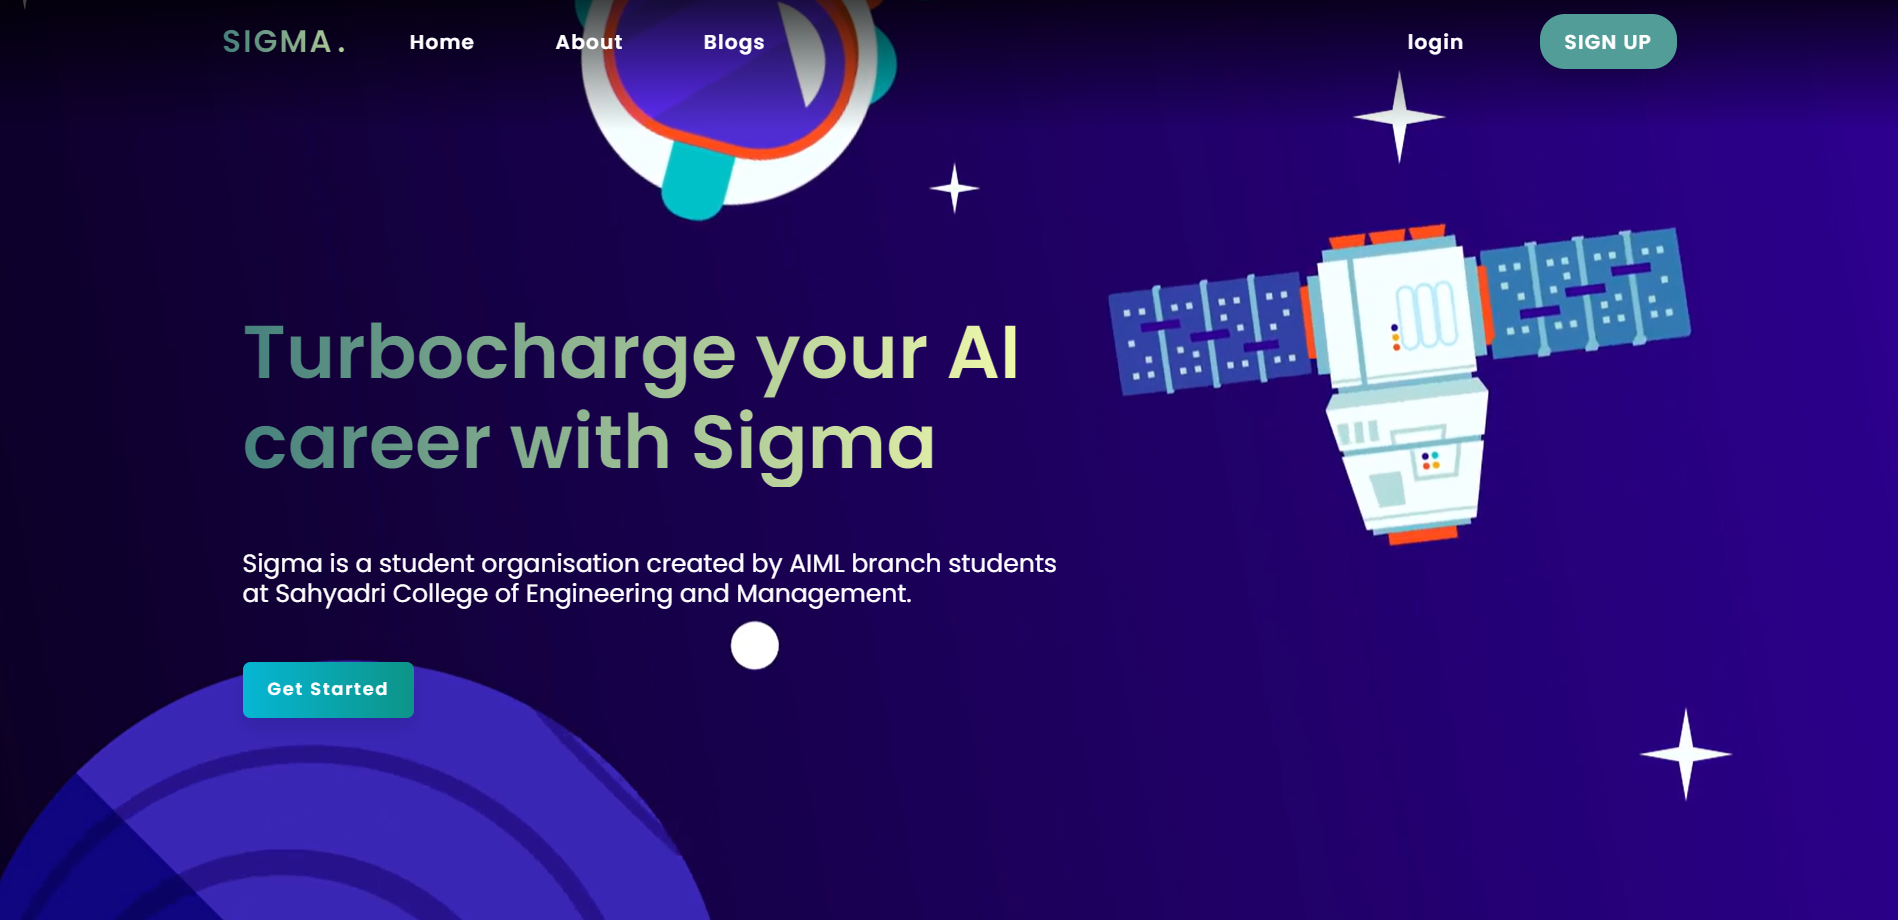 SIGMA.
Home
About
Blogs
login
SIGN UP
Turbocharge your AI
career with Sigma
Sigma is a student organisation created by AIML branch students
at Sahyadri College of Engineering and Management.
Get Started